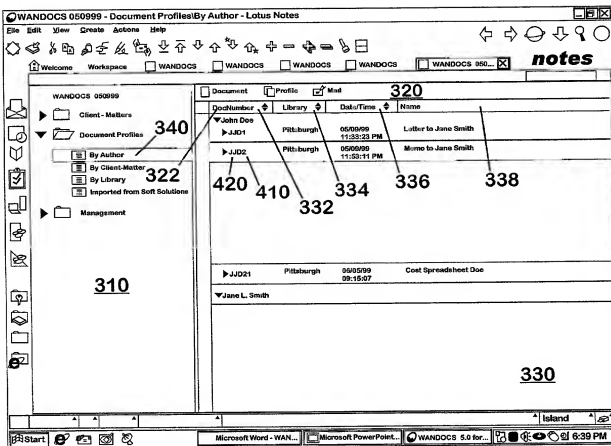 WANDOCS 050999 - Document Profiles\By Author - Lotus Notes
Eile Edit View Create Actions Help
notes
Welcome Workspace WANDOCS WANDOCS WANDOCS WANDOCS WANDOCS 050...
WANDOCS 050999
Document Profile Mad 320
DocNumber Library Date/Time Name
Client - Matters
340
John Doe
JJD1 Pittsburgh 05/09/99 Letter to Jane Smith
11:33:23 PM
Document Profiles
By Author
JJD2 Pittsburgh 05/09/99 Memo to Jane Smith
11:53:11 PM
By Client-Matter
322
By Library
Imported from Soft Solutions
420 410 332 334 336 338
Management
310
JJD21 Pittsburgh 06/05/99 Cost Spreadsheet Doc
09:15:07
Jane L. Smith
330
Island
Start Microsoft Word - WAN... Microsoft PowerPoint... WANDOCS 5.0 for... 6:39 PM